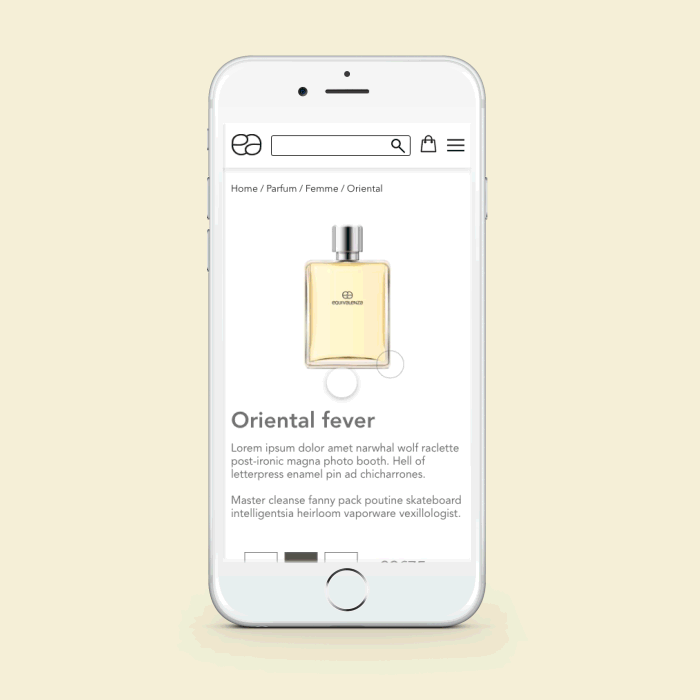 Home / Parfum / Femme / Oriental
equivalenza
Oriental fever
Lorem ipsum dolor amet narwhal wolf raclette
post-ironic magna photo booth. Hell of
letterpress enamel pin ad chicharrones.
Master cleanse fanny pack poutine skateboard
intelligentsia heirloom vaporware vexillologist.